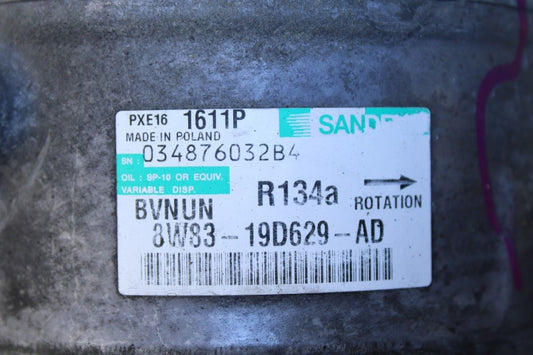 PXE16 1611P SAND
MADE IN POLAND
SN: 034876032B4
OIL: SP-10 OR EQUIV.
VARIABLE DISP.
R134a
BVNUN ROTATION
8W83-19D629-AD